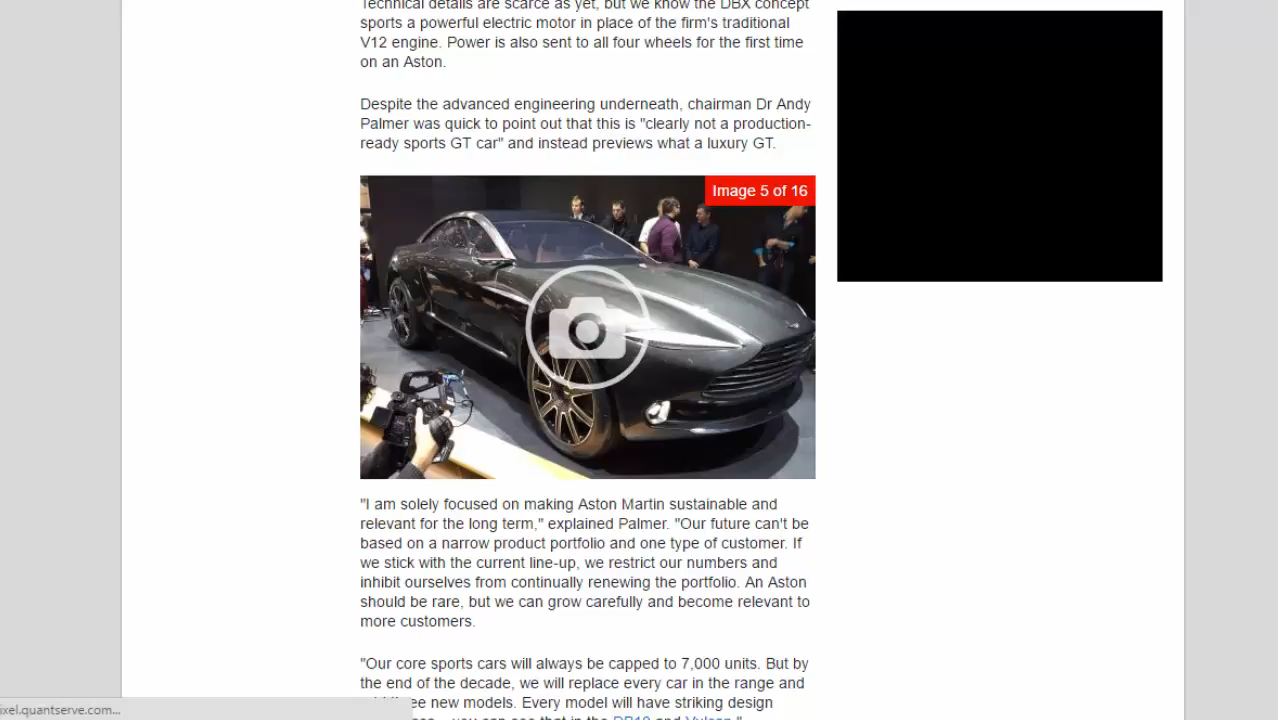 Technical details are scarce as yet, but we know the DBX concept
sports a powerful electric motor in place of the firm's traditional
V12 engine. Power is also sent to all four wheels for the first time
on an Aston.
Despite the advanced engineering underneath, chairman Dr Andy
Palmer was quick to point out that this is "clearly not a production-
ready sports GT car" and instead previews what a luxury GT.
Image 5 of 16
"I am solely focused on making Aston Martin sustainable and
relevant for the long term," explained Palmer. "Our future can't be
based on a narrow product portfolio and one type of customer. If
we stick with the current line-up, we restrict our numbers and
inhibit ourselves from continually renewing the portfolio. An Aston
should be rare, but we can grow carefully and become relevant to
more customers.
"Our core sports cars will always be capped to 7,000 units. But by
the end of the decade, we will replace every car in the range and
new models. Every model will have striking design
you can see that in the DB10 and Vulcan."
ixel.quantserve.com...